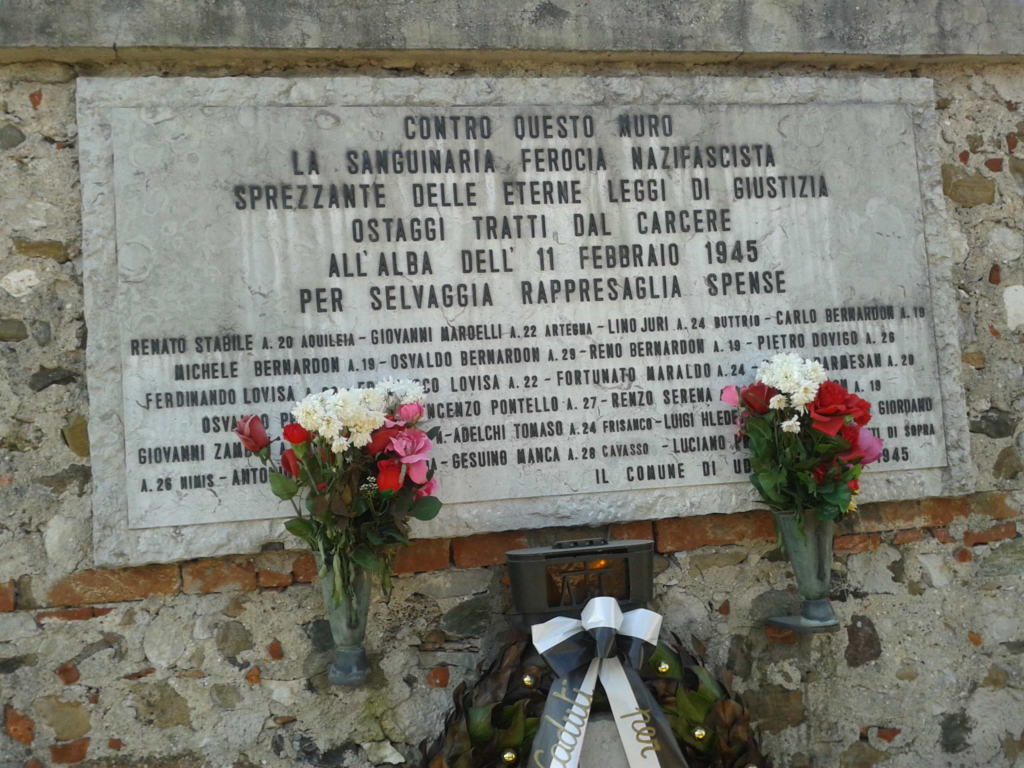 CONTRO QUESTO MURO
LA SANGUINARIA FEROCIA NAZIFASCISTA
SPREZZANTE DELLE ETERNE LEGGI DI GIUSTIZIA
OSTAGGI TRATTI DAL CARCERE
ALL'ALBA DELL' 11 FEBBRAIO 1945
PER SELVAGGIA RAPPRESAGLIA SPENSE
RENATO STABILE A. 20 AQUILEIA - GIOVANNI MAROELLI A. 22 ARTEGNA - LINO JURI A. 24 BUTTRIO - CARLO BERNARDON A. 19
MICHELE BERNARDON A. 19 - OSVALDO BERNARDON A. 29 - RENO BERNARDON A. 19 - PIETRO DOVIGO A. 26
FERDINANDO LOVISA A. LOVISA A. 22 - FORTUNATO MARALDO A. 24 - A. 20
VINCENZO PONTELLO A. 27 - RENZO SERENA A. 19
GIOVANNI - ADELCHI TOMASO A. 24 FRISANCO - LUIGI GIORDANO
A. 26 NIMIS - - GESUINO MANCA A. 28 CAVASSO - LUCIANO DI SOPRA
IL COMUNE DI 1945
Caduti per